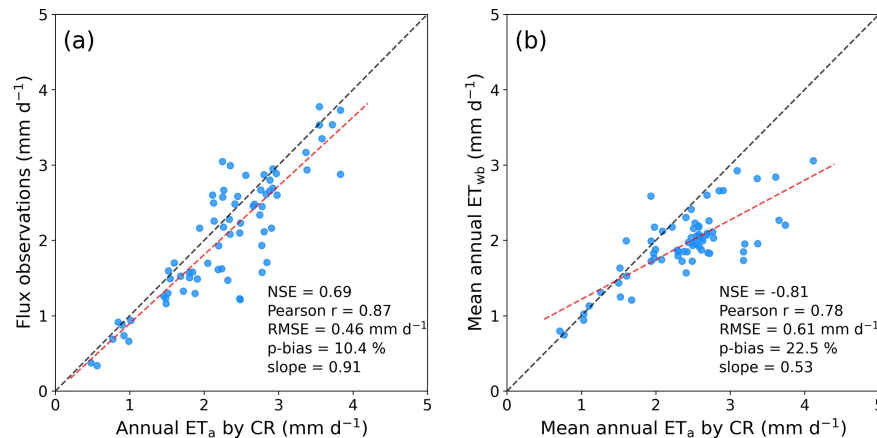 (a)
5
4
3
2
1
0
Flux observations (mm d⁻¹)
NSE = 0.69
Pearson r = 0.87
RMSE = 0.46 mm d⁻¹
p-bias = 10.4 %
slope = 0.91
0 1 2 3 4 5
Annual ETₐ by CR (mm d⁻¹)
(b)
5
4
3
2
1
0
Mean annual ET_wb (mm d⁻¹)
NSE = -0.81
Pearson r = 0.78
RMSE = 0.61 mm d⁻¹
p-bias = 22.5 %
slope = 0.53
0 1 2 3 4 5
Mean annual ETₐ by CR (mm d⁻¹)